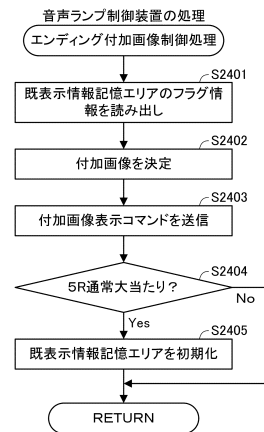 音声ランプ制御装置の処理
エンディング付加画像制御処理
S2401
既表示情報記憶エリアのフラグ情
報を読み出し
S2402
付加画像を決定
S2403
付加画像表示コマンドを送信
S2404
5R通常大当たり?
No
Yes
S2405
既表示情報記憶エリアを初期化
RETURN